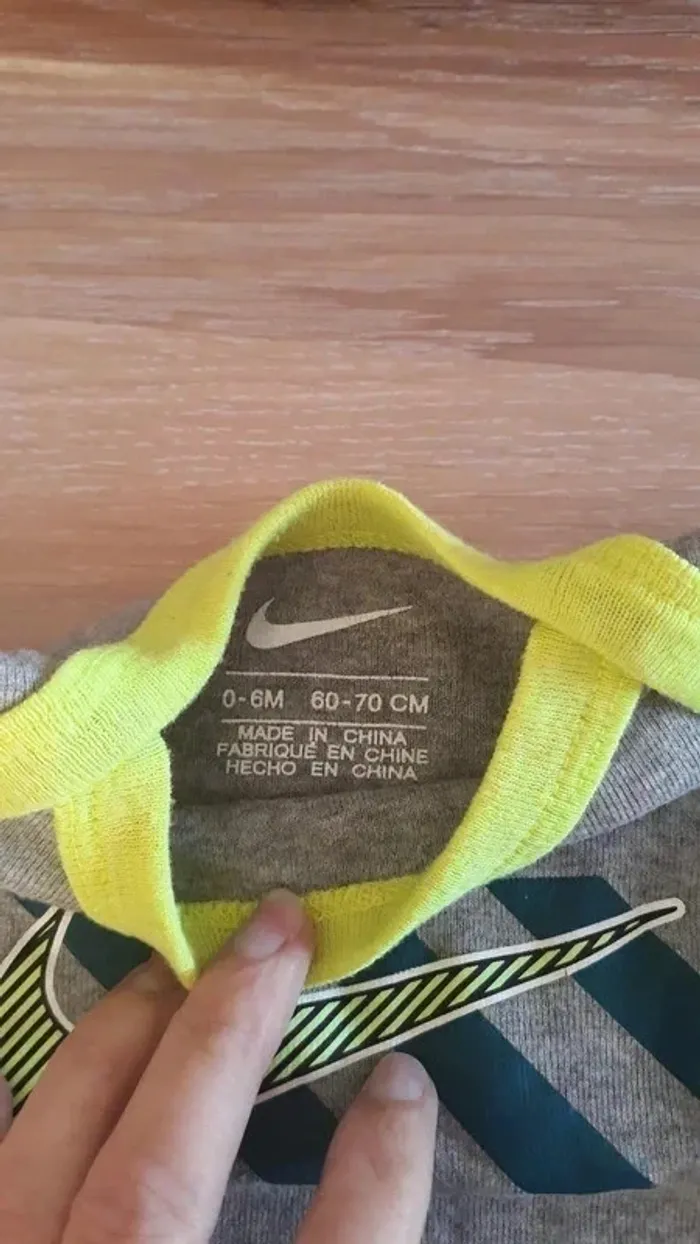 0-6M 60-70 CM
MADE IN CHINA
FABRIQUÉ EN CHINE
HECHO EN CHINA